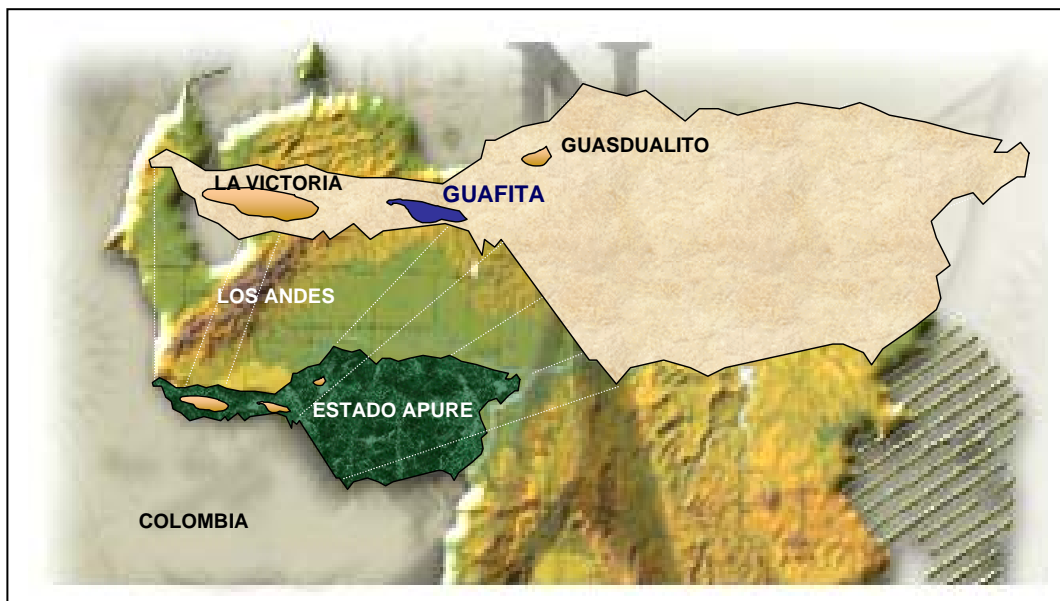 GUASDUALITO
LA VICTORIA
GUAFITA
LOS ANDES
ESTADO APURE
COLOMBIA
N